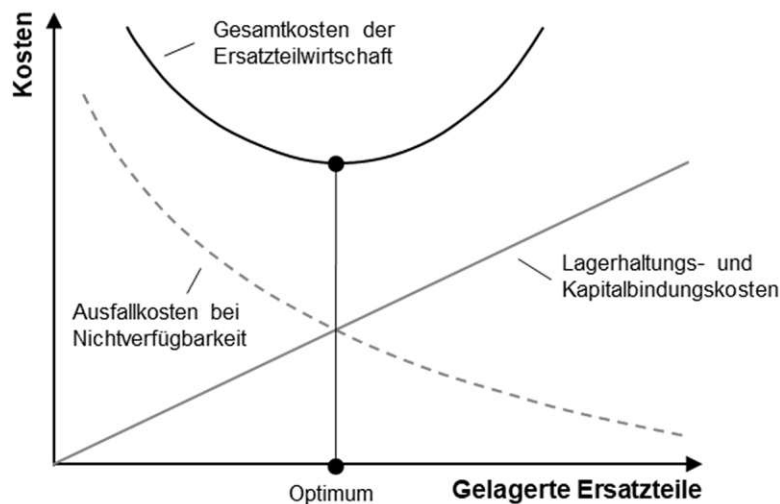 Kosten
Gesamtkosten der
Ersatzteilwirtschaft
Lagerhaltungs- und
Kapitalbindungskosten
Ausfallkosten bei
Nichtverfügbarkeit
Optimum
Gelagerte Ersatzteile